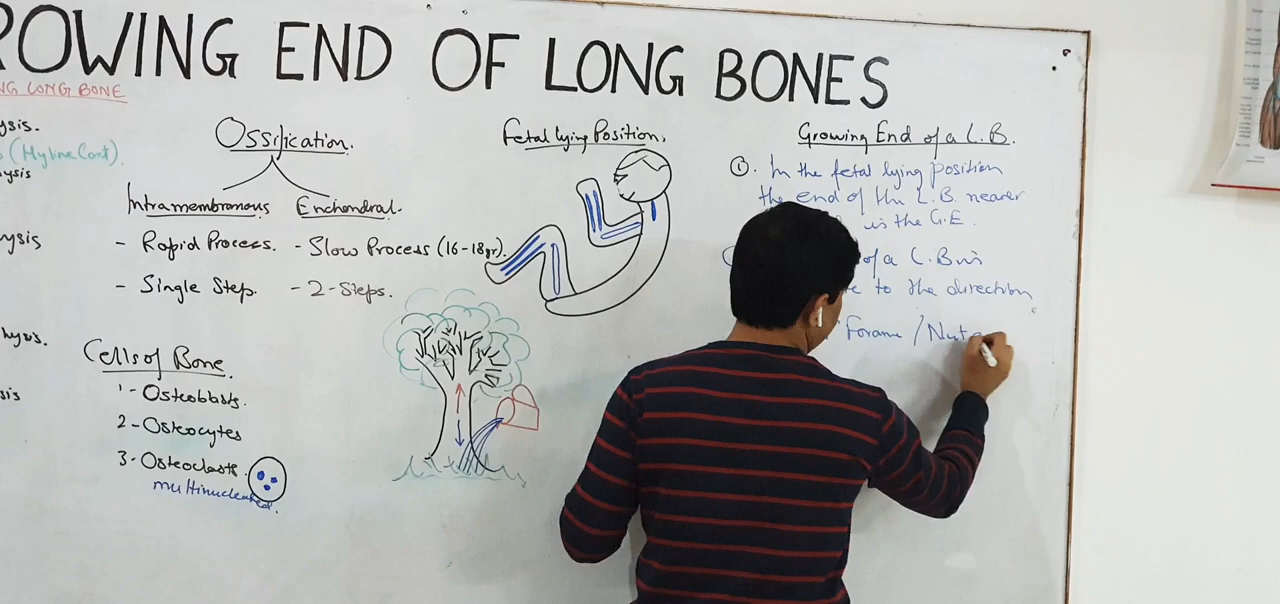 ROWING END OF LONG BONES
NG LONG BONE
ysis.
(Hyline Cart).
ysis
ysis
hysis.
sis
Ossification.
Intramembranous Enchondral.
- Rapid Process. - Slow Process (16-18yr).
- Single Step. - 2-Steps.
Cells of Bone
1- Osteoblasts.
2- Osteocytes
3- Osteoclasts.
multinucleated.
Fetal lying Position.
Growing End of a L.B.
①. In the fetal lying position
the end of the L.B. nearer
is the G.E.
of a L.B is
to the direction
Forame / Nut